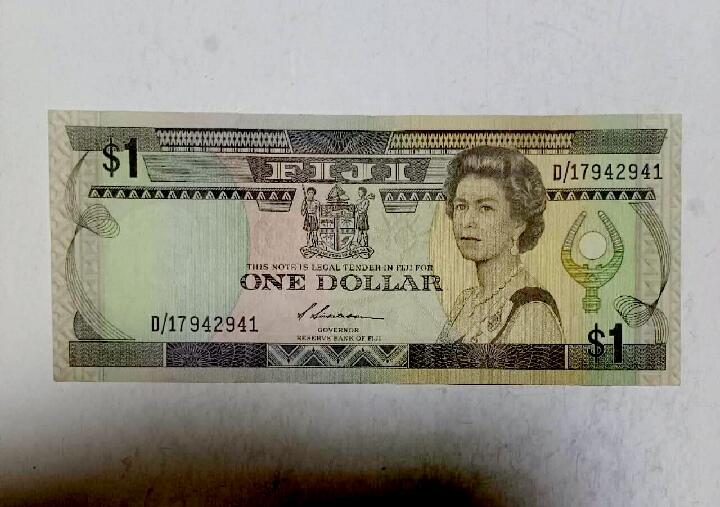 $1
FIJI
D/17942941
THIS NOTE IS LEGAL TENDER IN FIJI FOR
ONE DOLLAR
D/17942941
GOVERNOR
RESERVE BANK OF FIJI
$1